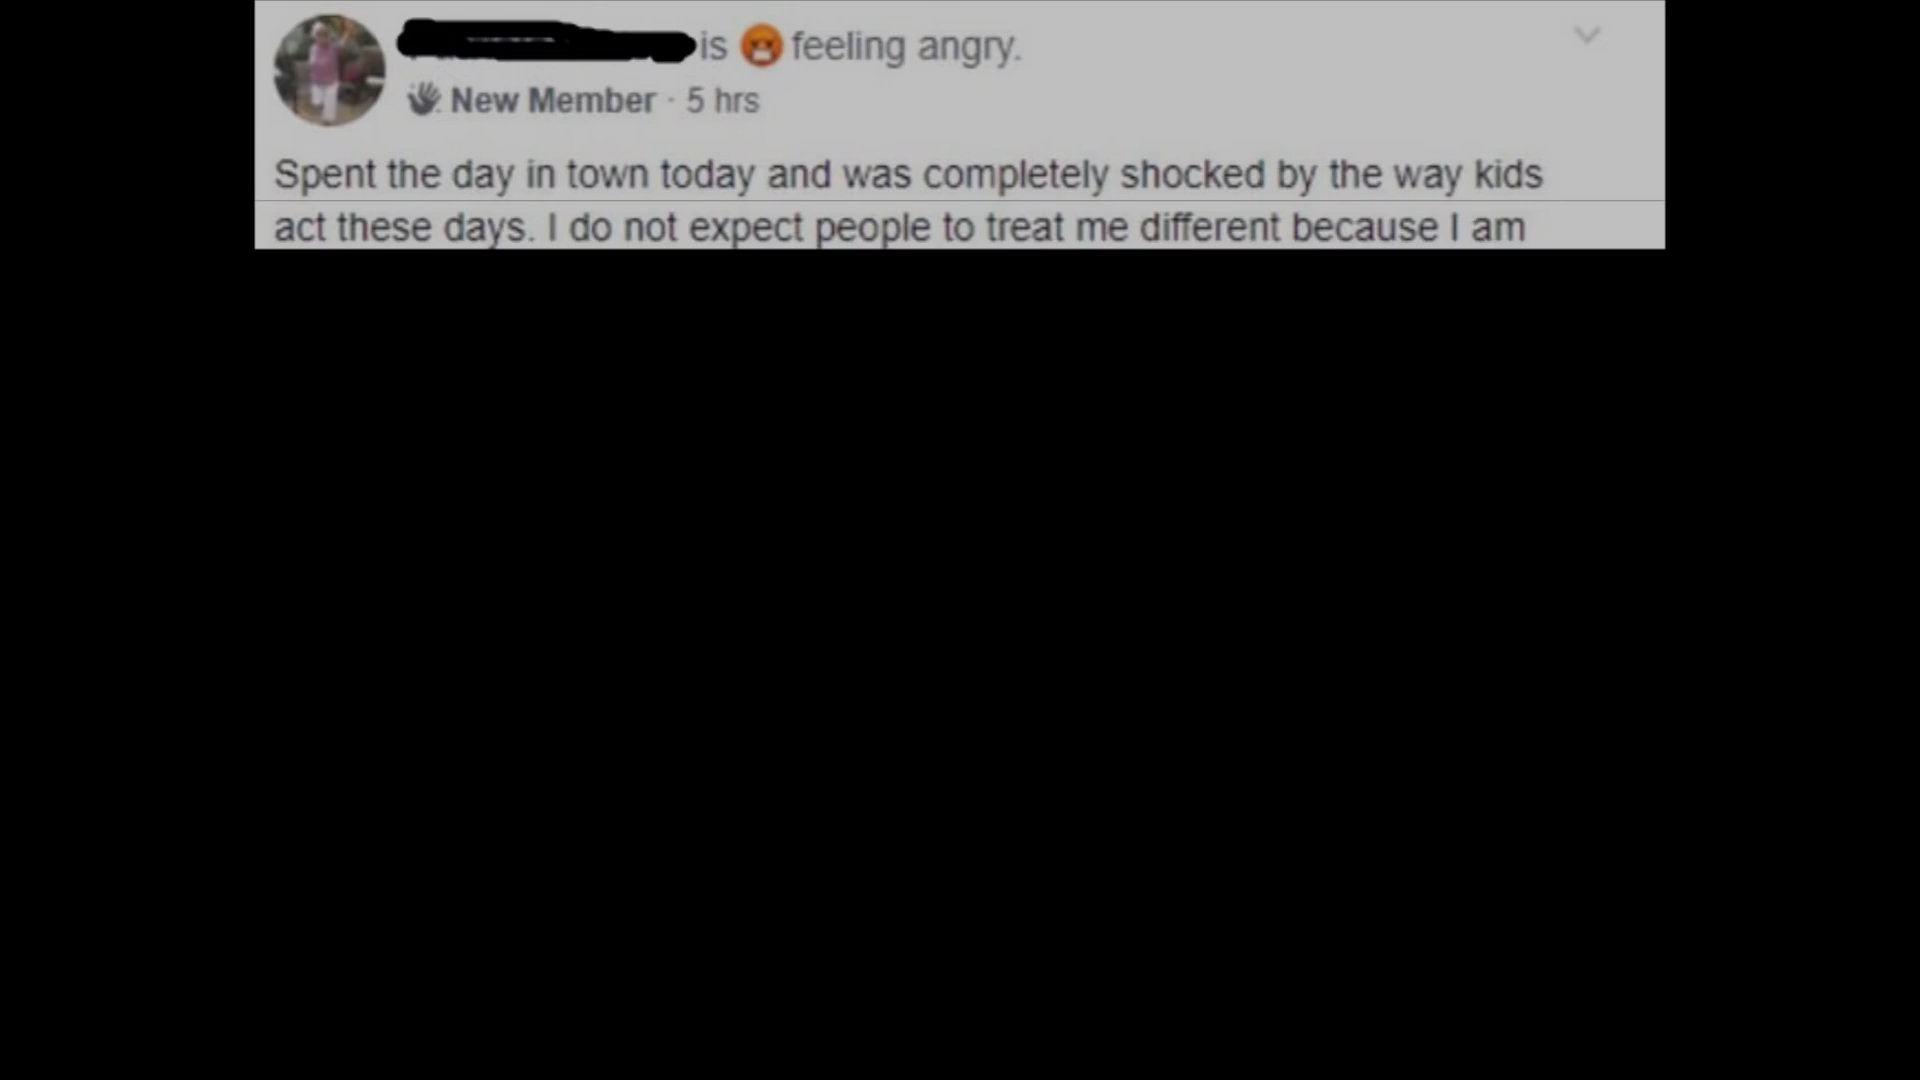 is feeling angry.
New Member · 5 hrs
Spent the day in town today and was completely shocked by the way kids
act these days. I do not expect people to treat me different because I am